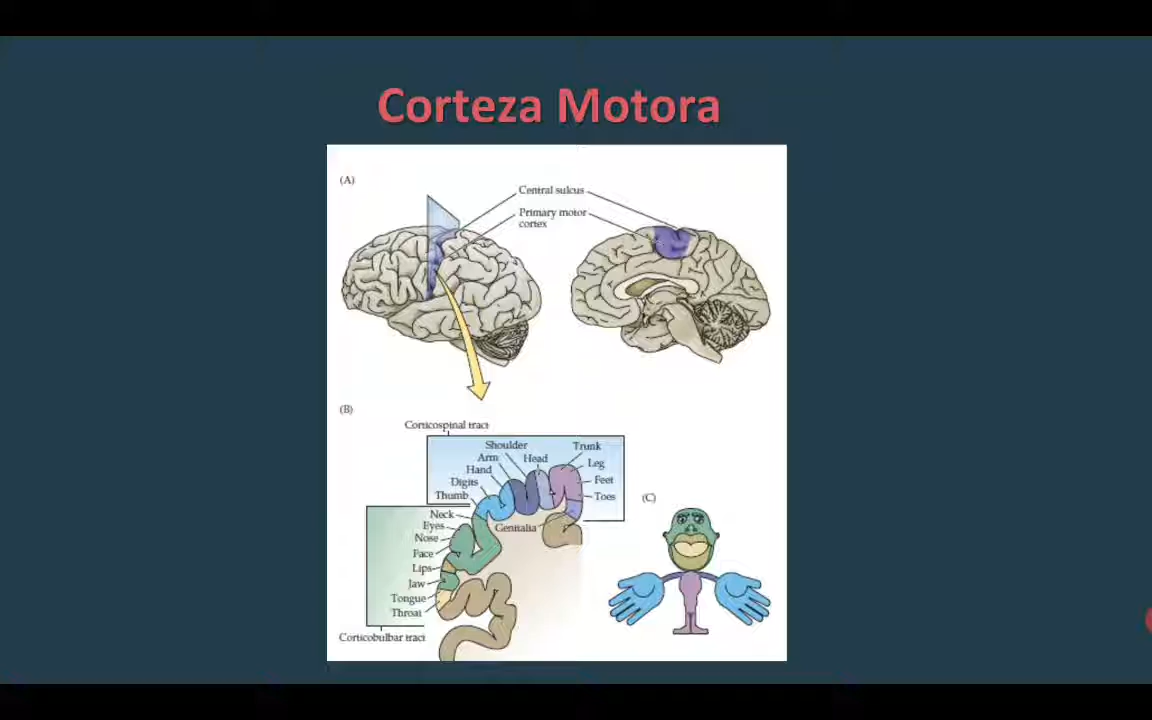 Corteza Motora
(A)
Central sulcus
Primary motor
cortex
(B)
Corticospinal tract
Shoulder
Trunk
Arm
Head
Leg
Hand
Feet
Digits
Toes
Thumb
(C)
Neck
Genitalia
Eyes
Nose
Face
Lips
Jaw
Tongue
Throat
Corticobulbar tract